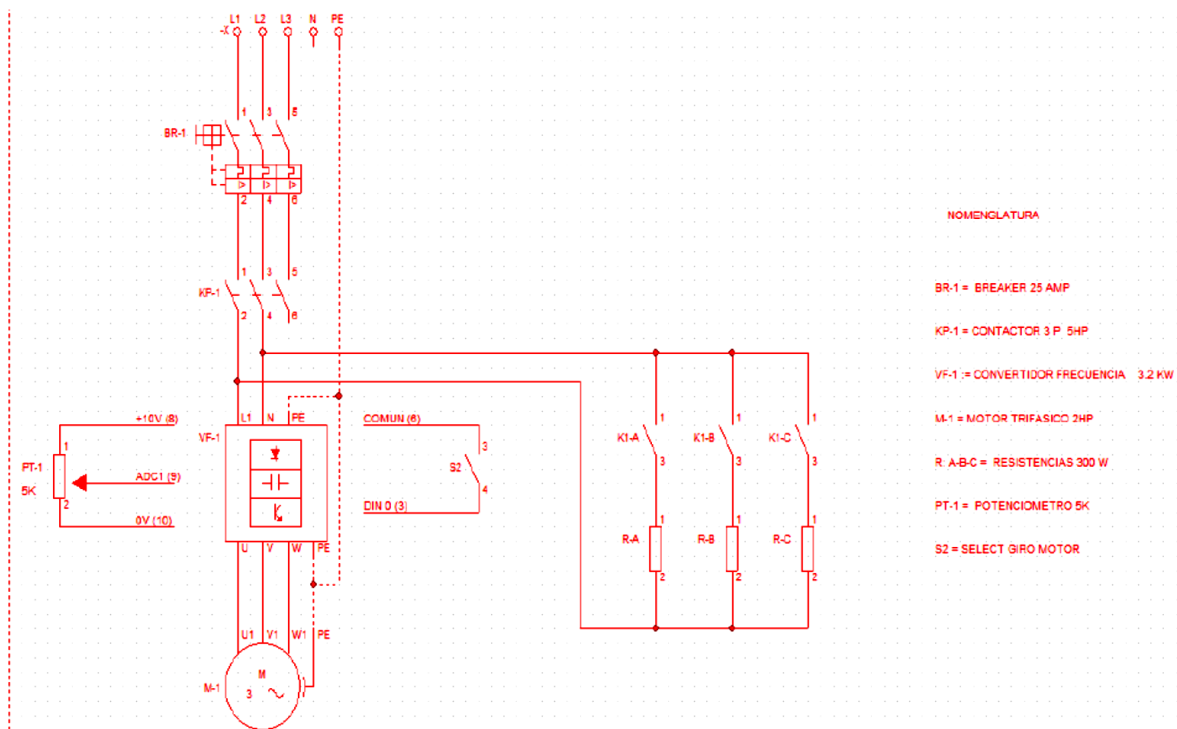 L1 L2 L3 N PE
-X
1 3 5
BR-1
I> I> I>
2 4 6
1 3 5
KP-1
2 4 6
NOMENGLATURA
BR-1 = BREAKER 25 AMP
KP-1 = CONTACTOR 3 P 5HP
VF-1 := CONVERTIDOR FRECUENCIA 3.2 KW
M-1 = MOTOR TRIFASICO 2HP
R. A-B-C = RESISTENCIAS 300 W
PT-1 = POTENCIOMETRO 5K
S2 = SELECT GIRO MOTOR
+10V (8)
VF-1
L1 N PE
COMUN (6)
1
PT-1
5K
2
ADC1 (9)
0V (10)
3
S2
4
DIN 0 (3)
1 1 1
K1-A K1-B K1-C
3 3 3
1 1 1
R-A R-B R-C
2 2 2
U V W PE
U1 V1 W1 PE
M-1
M
3